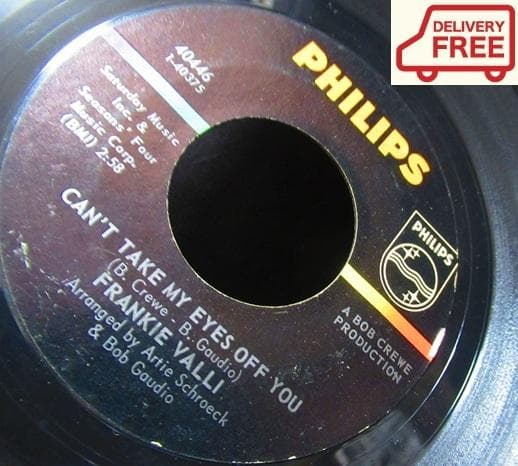 DELIVERY
FREE
PHILIPS
40446
1-40375
Saturday Music
Inc. &
Seasons' Four
Music Corp.
(BMI) 2:58
PHILIPS
A BOB CREWE
PRODUCTION
CAN'T TAKE MY EYES OFF YOU
(B. Crewe - B. Gaudio)
FRANKIE VALLI
Arranged by Artie Schroeck
& Bob Gaudio